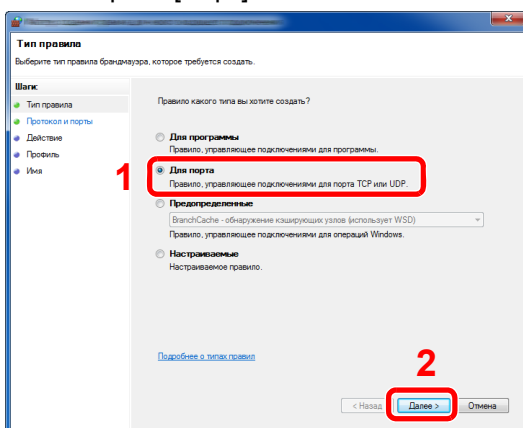 Тип правила
Выберите тип правила брандмауэра, которое требуется создать.
Шаги:
Тип правила
Протокол и порты
Действие
Профиль
Имя
Правило какого типа вы хотите создать?
Для программы
Правило, управляющее подключениями для программы.
1
Для порта
Правило, управляющее подключениями для порта TCP или UDP.
Предопределенные
BranchCache - обнаружение кэширующих узлов (использует WSD)
Правило, управляющее подключениями для операций Windows.
Настраиваемые
Настраиваемое правило.
Подробнее о типах правил
2
< Назад
Далее >
Отмена